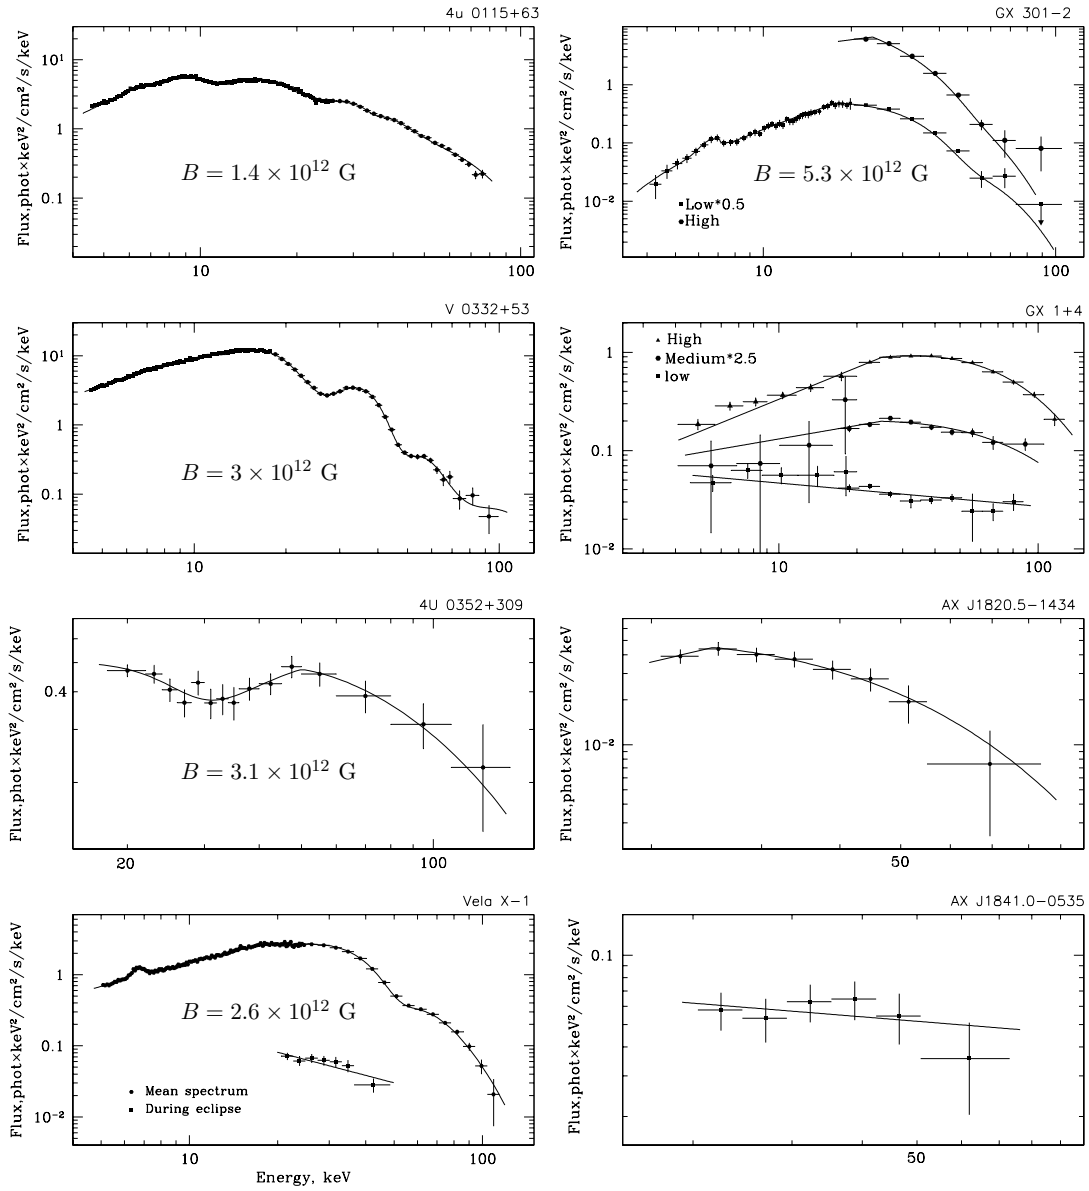 4u 0115+63
Flux,phot×keV²/cm²/s/keV
10¹
1
0.1
B = 1.4 × 10¹² G
10
100
GX 301−2
Flux,phot×keV²/cm²/s/keV
1
0.1
10⁻²
B = 5.3 × 10¹² G
Low*0.5
High
10
100
V 0332+53
Flux,phot×keV²/cm²/s/keV
10¹
1
0.1
B = 3 × 10¹² G
10
100
GX 1+4
Flux,phot×keV²/cm²/s/keV
High
Medium*2.5
low
1
0.1
10⁻²
10
100
4U 0352+309
Flux,phot×keV²/cm²/s/keV
0.4
B = 3.1 × 10¹² G
20
100
AX J1820.5−1434
Flux,phot×keV²/cm²/s/keV
10⁻²
50
Vela X−1
Flux,phot×keV²/cm²/s/keV
1
0.1
10⁻²
B = 2.6 × 10¹² G
Mean spectrum
During eclipse
10
100
Energy, keV
AX J1841.0−0535
Flux,phot×keV²/cm²/s/keV
0.1
50